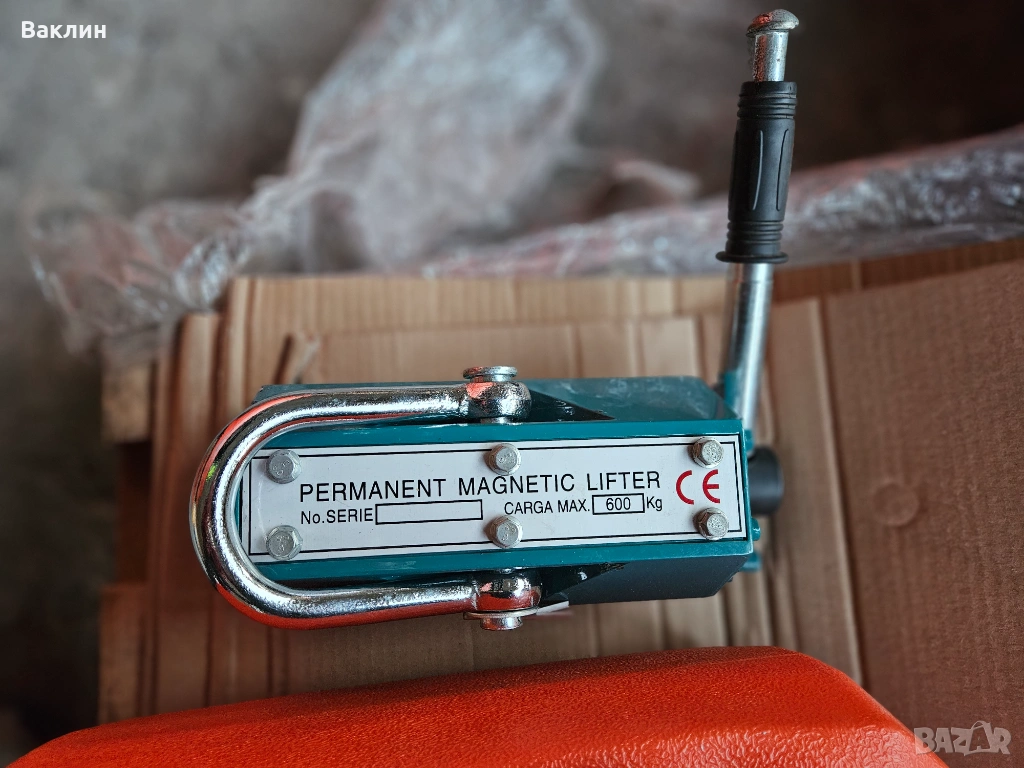 Ваклин
PERMANENT MAGNETIC LIFTER
No.SERIE CARGA MAX. 600 Kg
CE
BAZAR